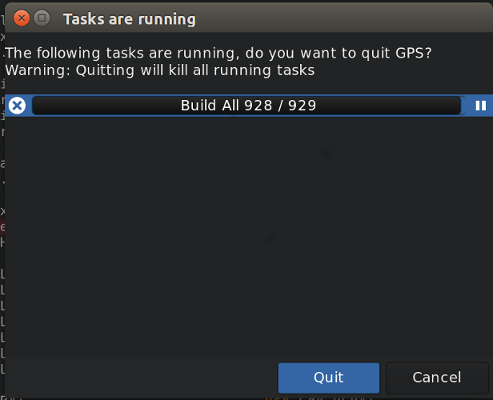 Tasks are running
The following tasks are running, do you want to quit GPS?
Warning: Quitting will kill all running tasks
Build All 928 / 929
Quit
Cancel